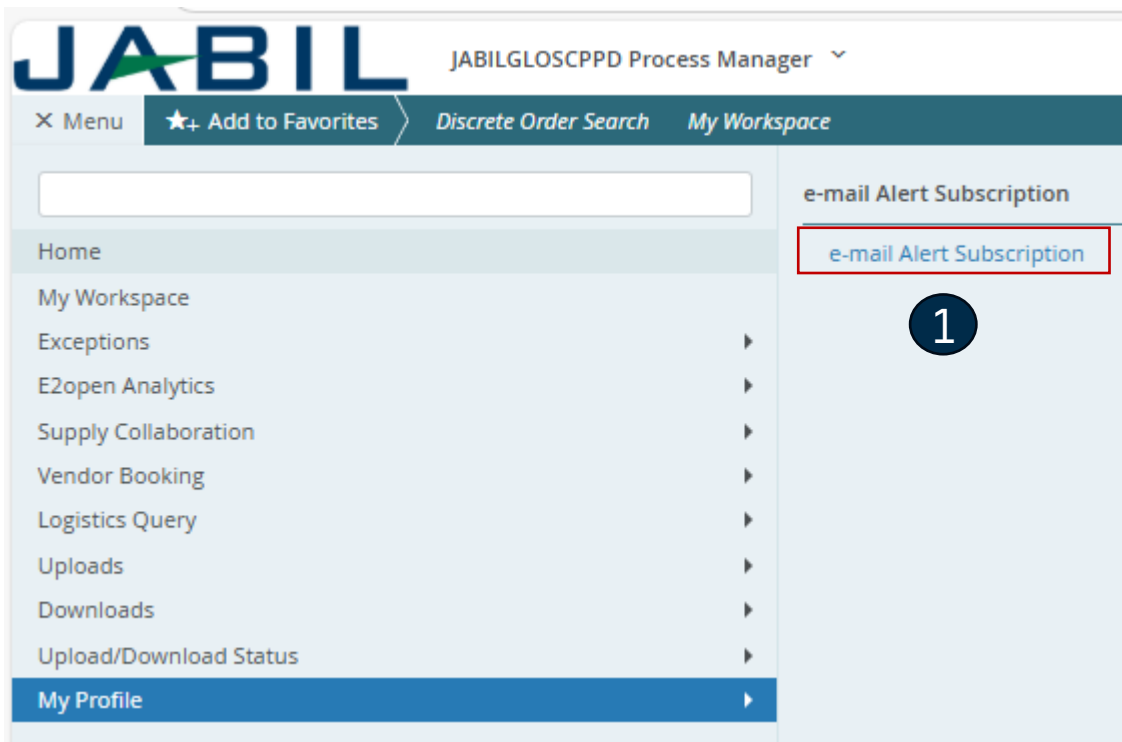 JABIL
JABILGLOSCPPD Process Manager
× Menu
Add to Favorites
Discrete Order Search
My Workspace
Home
My Workspace
Exceptions
E2open Analytics
Supply Collaboration
Vendor Booking
Logistics Query
Uploads
Downloads
Upload/Download Status
My Profile
e-mail Alert Subscription
e-mail Alert Subscription
1